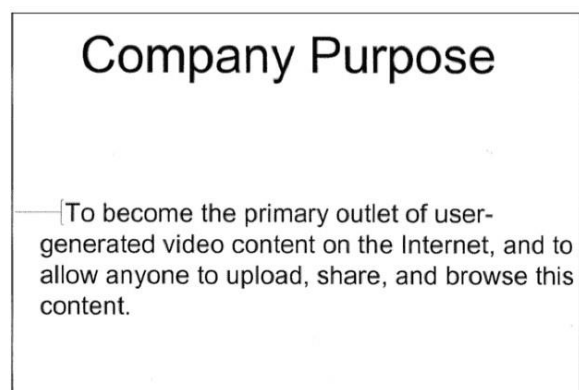 Company Purpose
To become the primary outlet of user-
generated video content on the Internet, and to
allow anyone to upload, share, and browse this
content.